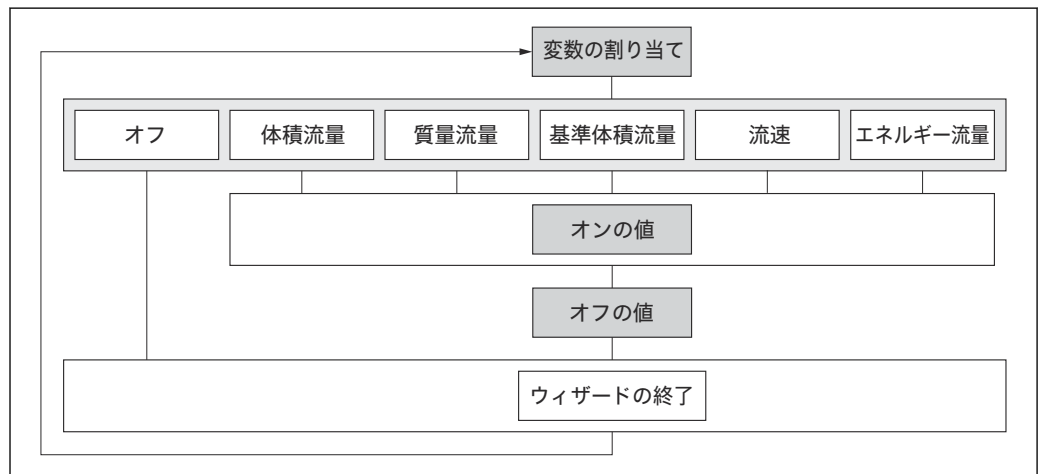 変数の割り当て
オフ
体積流量
質量流量
基準体積流量
流速
エネルギー流量
オンの値
オフの値
ウィザードの終了